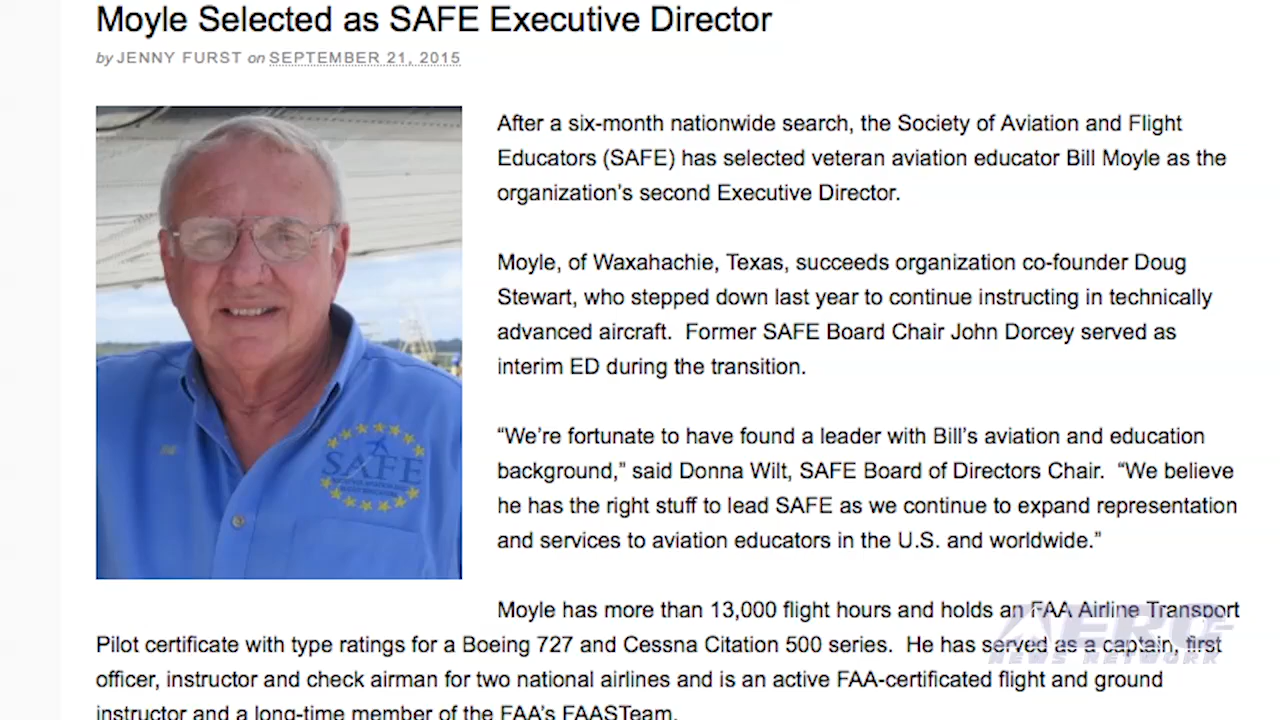 Moyle Selected as SAFE Executive Director
by JENNY FURST on SEPTEMBER 21, 2015
After a six-month nationwide search, the Society of Aviation and Flight
Educators (SAFE) has selected veteran aviation educator Bill Moyle as the
organization's second Executive Director.
Moyle, of Waxahachie, Texas, succeeds organization co-founder Doug
Stewart, who stepped down last year to continue instructing in technically
advanced aircraft.  Former SAFE Board Chair John Dorcey served as
interim ED during the transition.
“We're fortunate to have found a leader with Bill's aviation and education
background,” said Donna Wilt, SAFE Board of Directors Chair.  “We believe
he has the right stuff to lead SAFE as we continue to expand representation
and services to aviation educators in the U.S. and worldwide.”
Moyle has more than 13,000 flight hours and holds an FAA Airline Transport
Pilot certificate with type ratings for a Boeing 727 and Cessna Citation 500 series.  He has served as a captain, first
officer, instructor and check airman for two national airlines and is an active FAA-certificated flight and ground
instructor and a long-time member of the FAA's FAASTeam.
SAFE
AERO
NEWS NETWORK